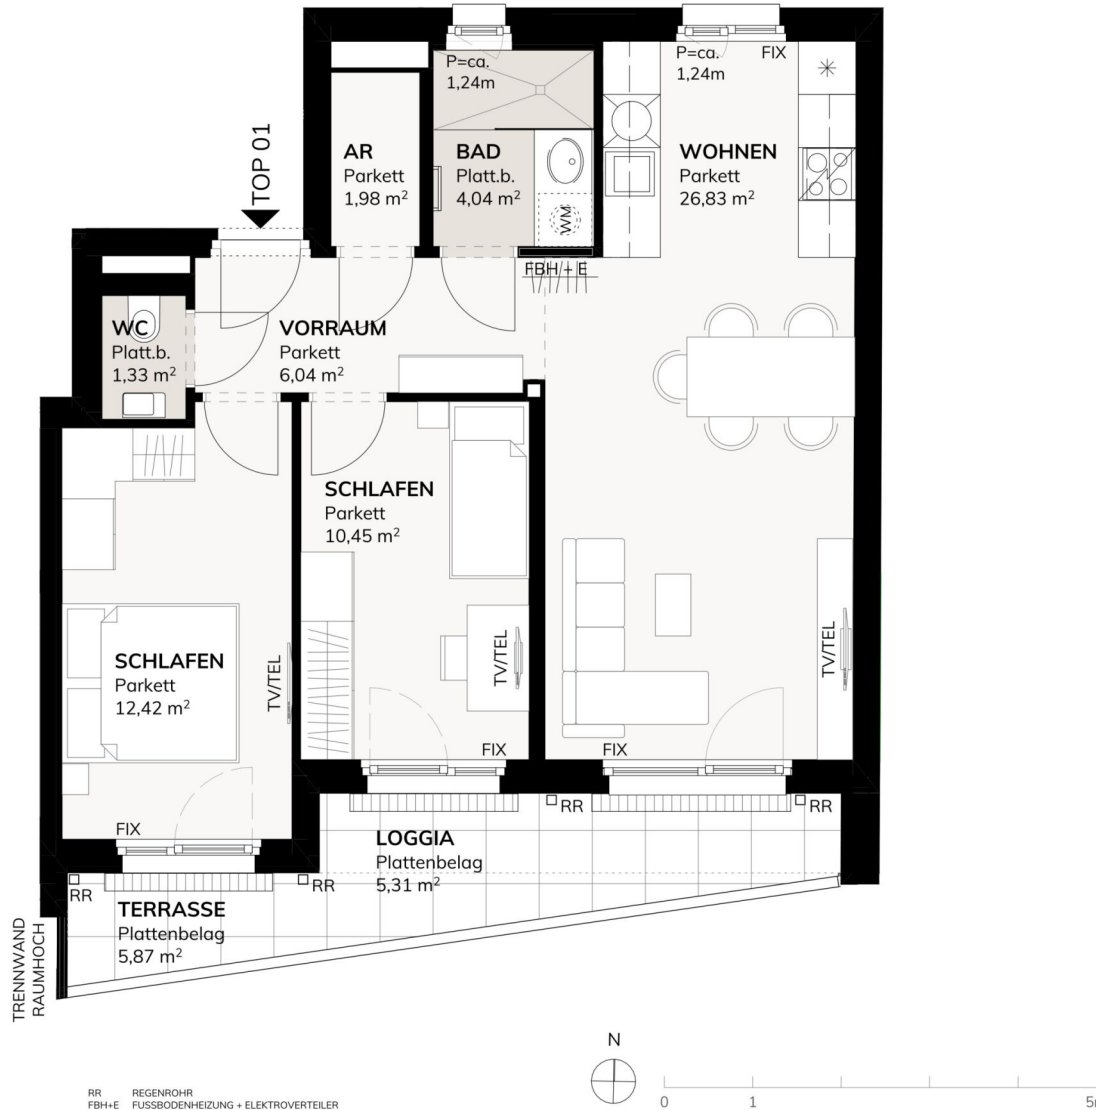 P=ca.
1,24m
P=ca.
1,24m
FIX
TOP 01
AR
Parkett
1,98 m²
BAD
Platt.b.
4,04 m²
WM
WOHNEN
Parkett
26,83 m²
FBH + E
WC
Platt.b.
1,33 m²
VORRAUM
Parkett
6,04 m²
SCHLAFEN
Parkett
10,45 m²
SCHLAFEN
Parkett
12,42 m²
TV/TEL
TV/TEL
TV/TEL
FIX
FIX
FIX
RR
RR
LOGGIA
Plattenbelag
5,31 m²
RR
RR
TERRASSE
Plattenbelag
5,87 m²
TRENNWAND
RAUMHOCH
N
0 1 5
RR REGENROHR
FBH+E FUSSBODENHEIZUNG + ELEKTROVERTEILER